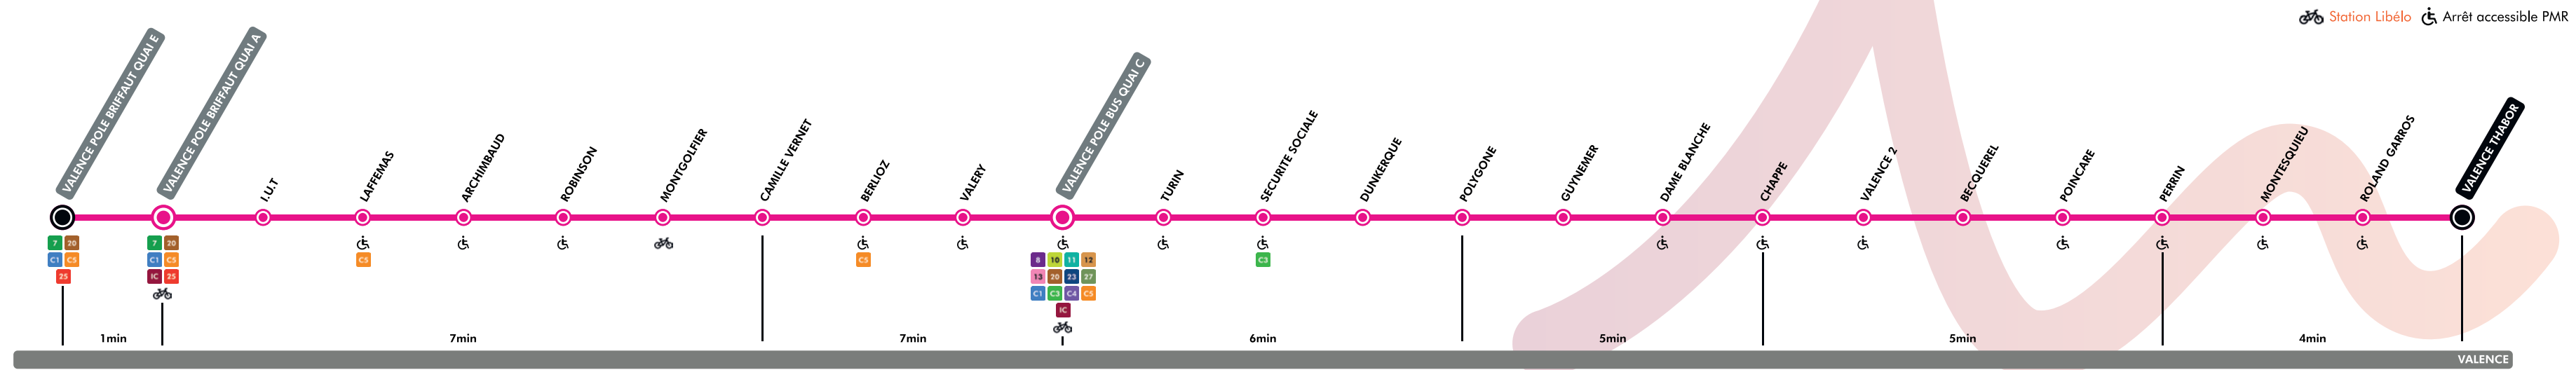 Station Libélo
Arrêt accessible PMR
VALENCE POLE BRIFFAUT QUAI E
VALENCE POLE BRIFFAUT QUAI A
I.U.T
LAFFEMAS
ARCHIMBAUD
ROBINSON
MONTGOLFIER
CAMILLE VERNET
BERLIOZ
VALERY
VALENCE POLE BUS QUAI C
TURIN
SECURITE SOCIALE
DUNKERQUE
POLYGONE
GUYNEMER
DAME BLANCHE
CHAPPE
VALENCE 2
BECQUEREL
POINCARE
PERRIN
MONTESQUIEU
ROLAND GARROS
VALENCE THABOR
7 20
C1 C5
25
7 20
C1 C5
IC 25
C5
C5
8 10 11 12
13 20 23 27
C1 C3 C4 C5
IC
C3
1min
7min
7min
6min
5min
5min
4min
VALENCE